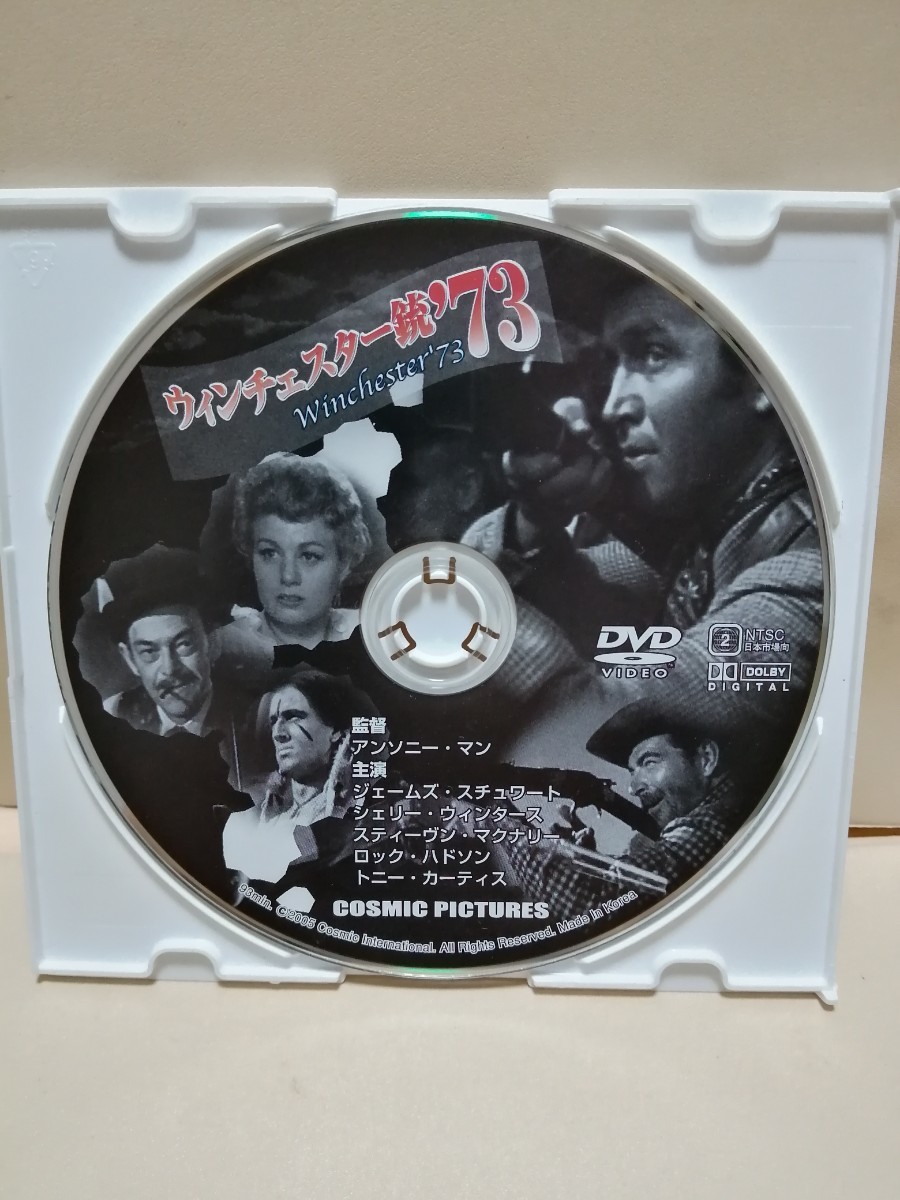 ウィンチェスター銃'73
Winchester'73
DVD
VIDEO
2
NTSC
日本市場向
DOLBY
DIGITAL
監督
アンソニー・マン
主演
ジェームズ・スチュワート
シェリー・ウィンタース
スティーヴン・マクナリー
ロック・ハドソン
トニー・カーティス
COSMIC PICTURES
93min. ©2005 Cosmic International. All Rights Reserved. Made In Korea